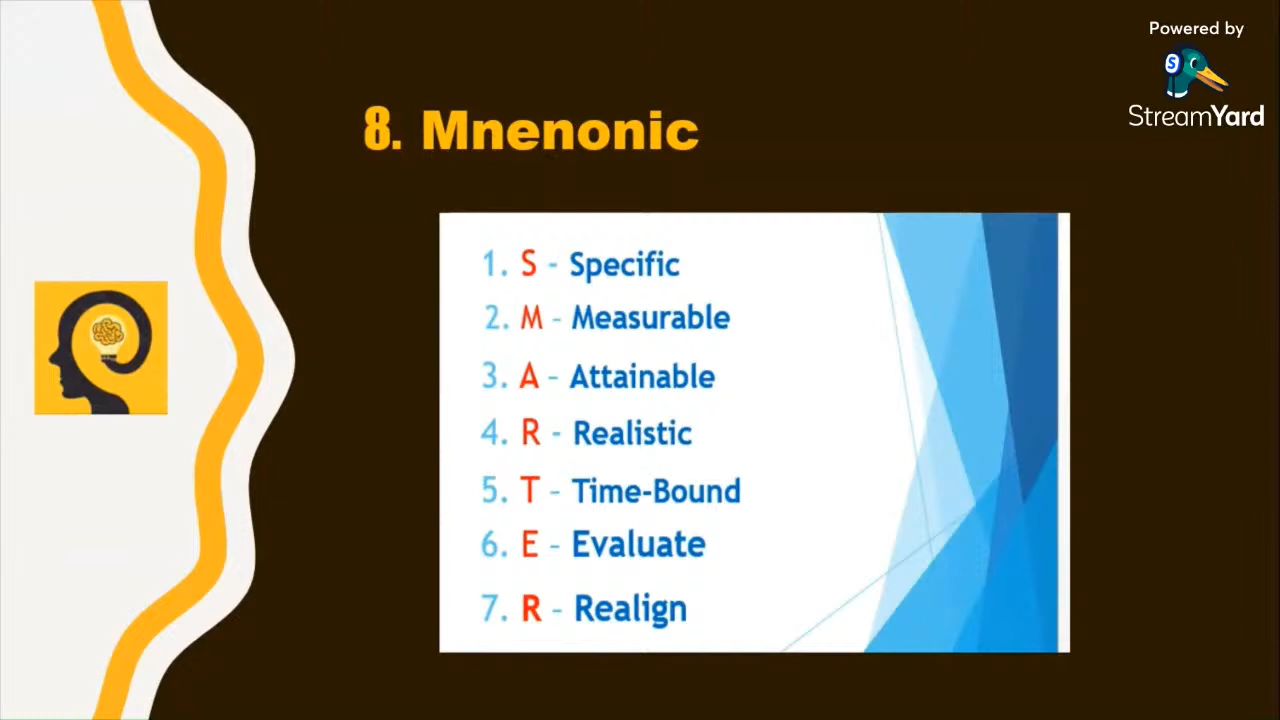 Powered by
StreamYard
8. Mnenonic
1. S - Specific
2. M - Measurable
3. A - Attainable
4. R - Realistic
5. T - Time-Bound
6. E - Evaluate
7. R - Realign